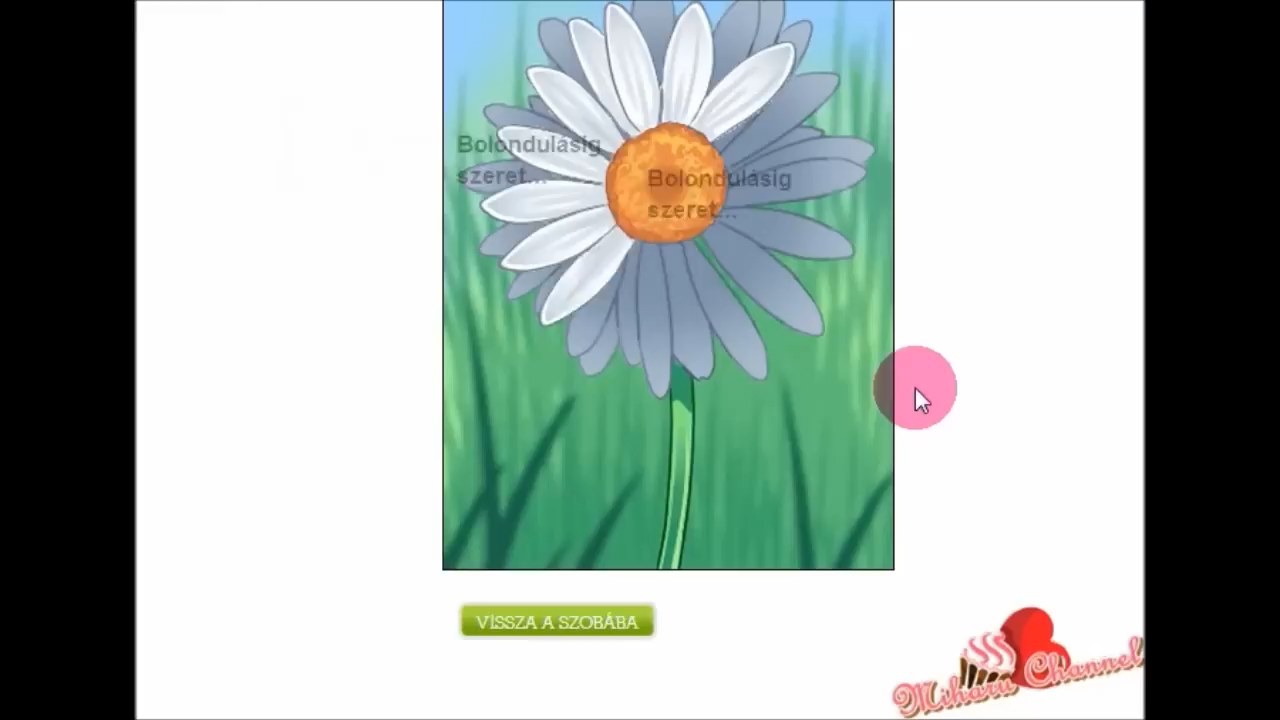 Bolondulásig
szeret...
Bolondulásig
szeret...
VISSZA A SZOBÁBA
Miharu Channel